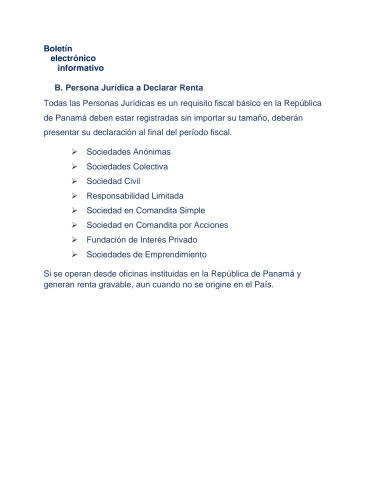 Boletín
electrónico
informativo
B. Persona Jurídica a Declarar Renta
Todas las Personas Jurídicas es un requisito fiscal básico en la República
de Panamá deben estar registradas sin importar su tamaño, deberán
presentar su declaración al final del período fiscal.
➢ Sociedades Anónimas
➢ Sociedades Colectiva
➢ Sociedad Civil
➢ Responsabilidad Limitada
➢ Sociedad en Comandita Simple
➢ Sociedad en Comandita por Acciones
➢ Fundación de Interés Privado
➢ Sociedades de Emprendimiento
Si se operan desde oficinas instituidas en la República de Panamá y
generan renta gravable, aun cuando no se origine en el País.